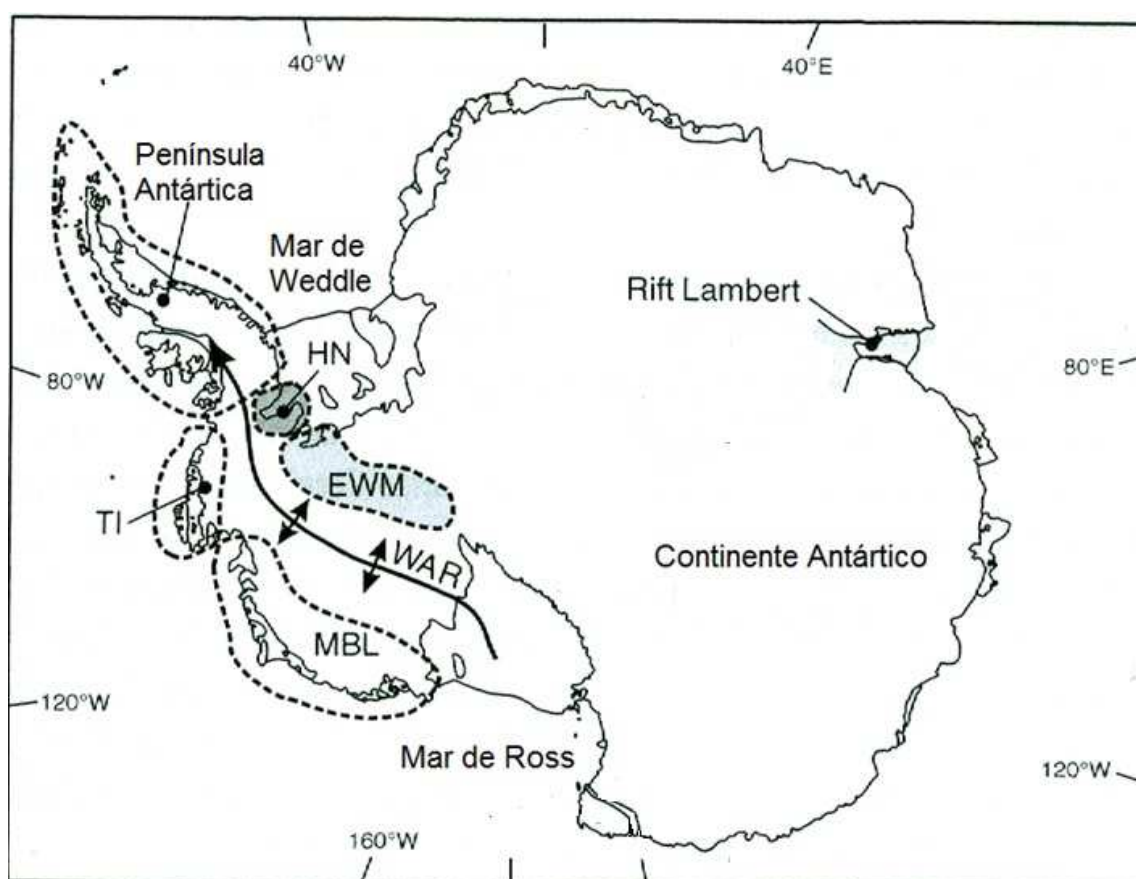 40°W
40°E
Península
Antártica
Mar de
Weddle
Rift Lambert
HN
80°W
80°E
EWM
TI
WAR
Continente Antártico
MBL
120°W
Mar de Ross
120°W
160°W